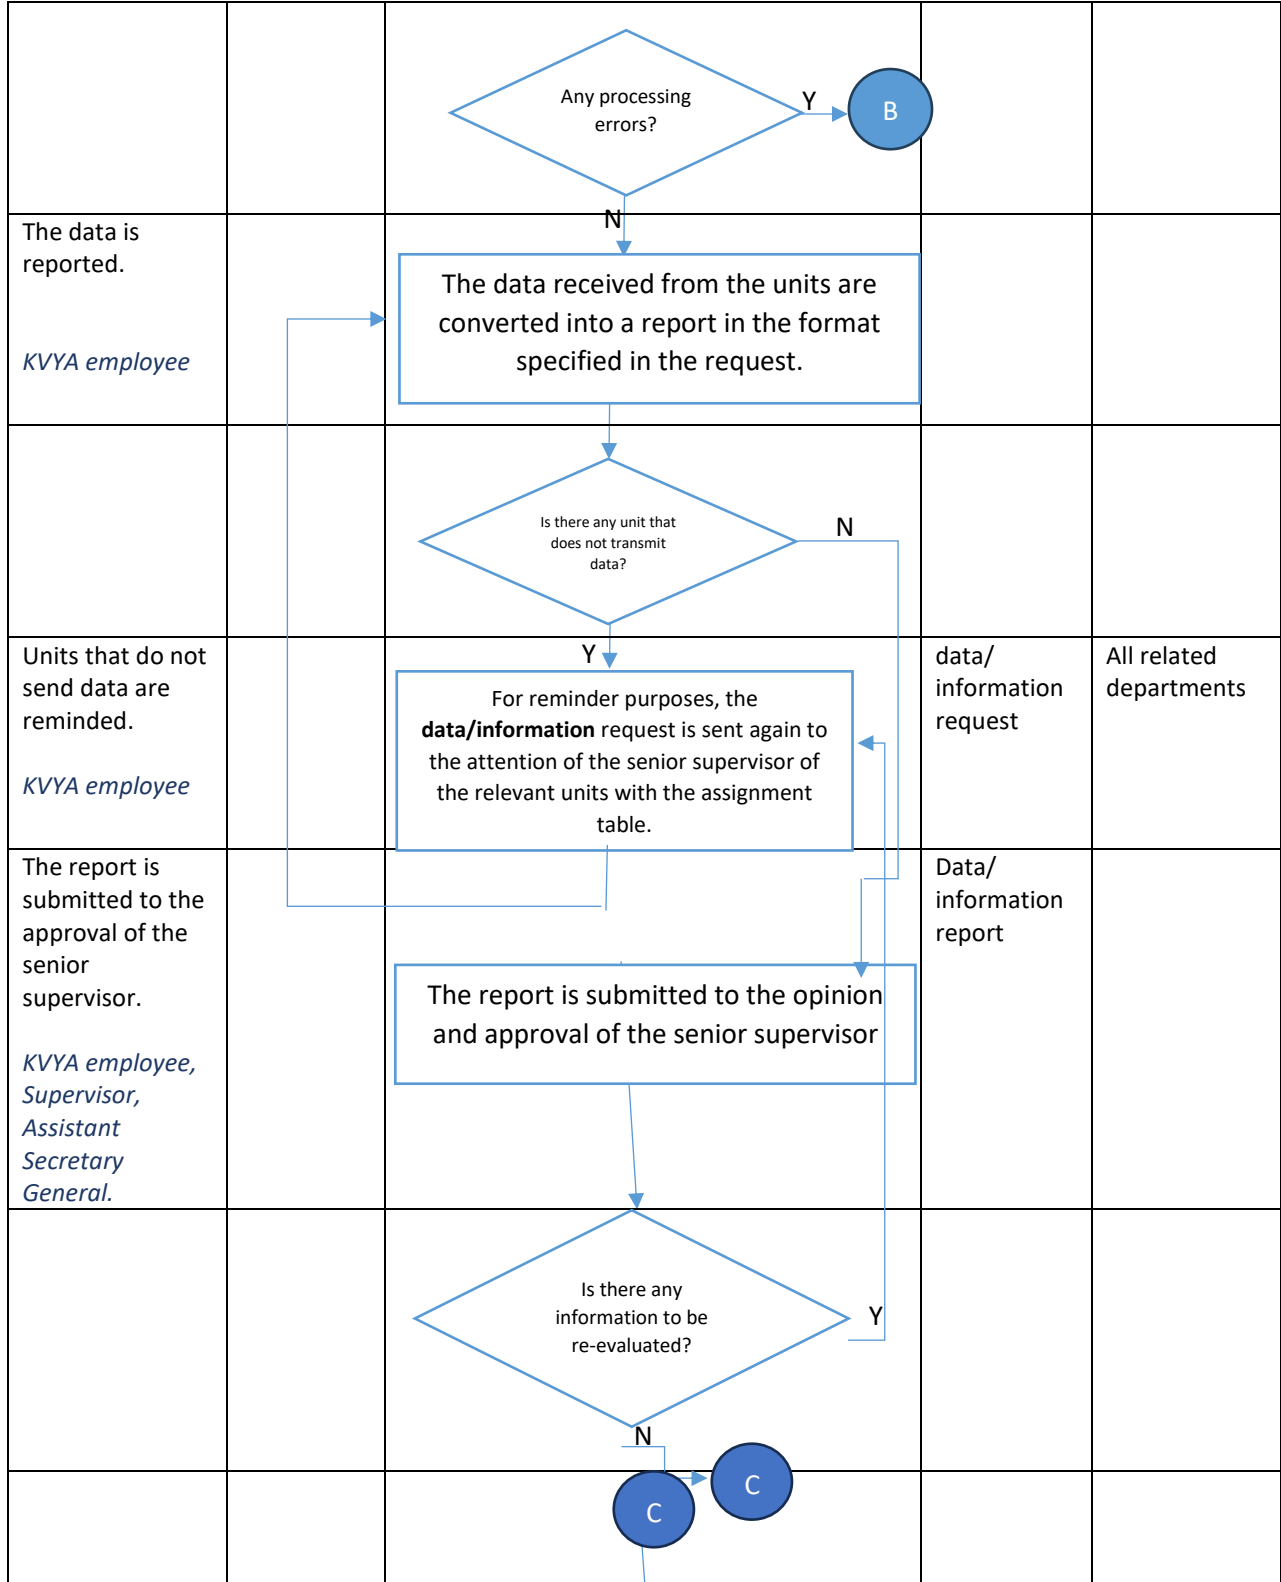 Any processing
errors?
Y
B
N
The data is
reported.
KVYA employee
The data received from the units are
converted into a report in the format
specified in the request.
Is there any unit that
does not transmit
data?
N
Y
Units that do not
send data are
reminded.
KVYA employee
For reminder purposes, the
data/information request is sent again to
the attention of the senior supervisor of
the relevant units with the assignment
table.
data/
information
request
All related
departments
The report is
submitted to the
approval of the
senior
supervisor.
KVYA employee,
Supervisor,
Assistant
Secretary
General.
The report is submitted to the opinion
and approval of the senior supervisor
Data/
information
report
Is there any
information to be
re-evaluated?
Y
N
C
C